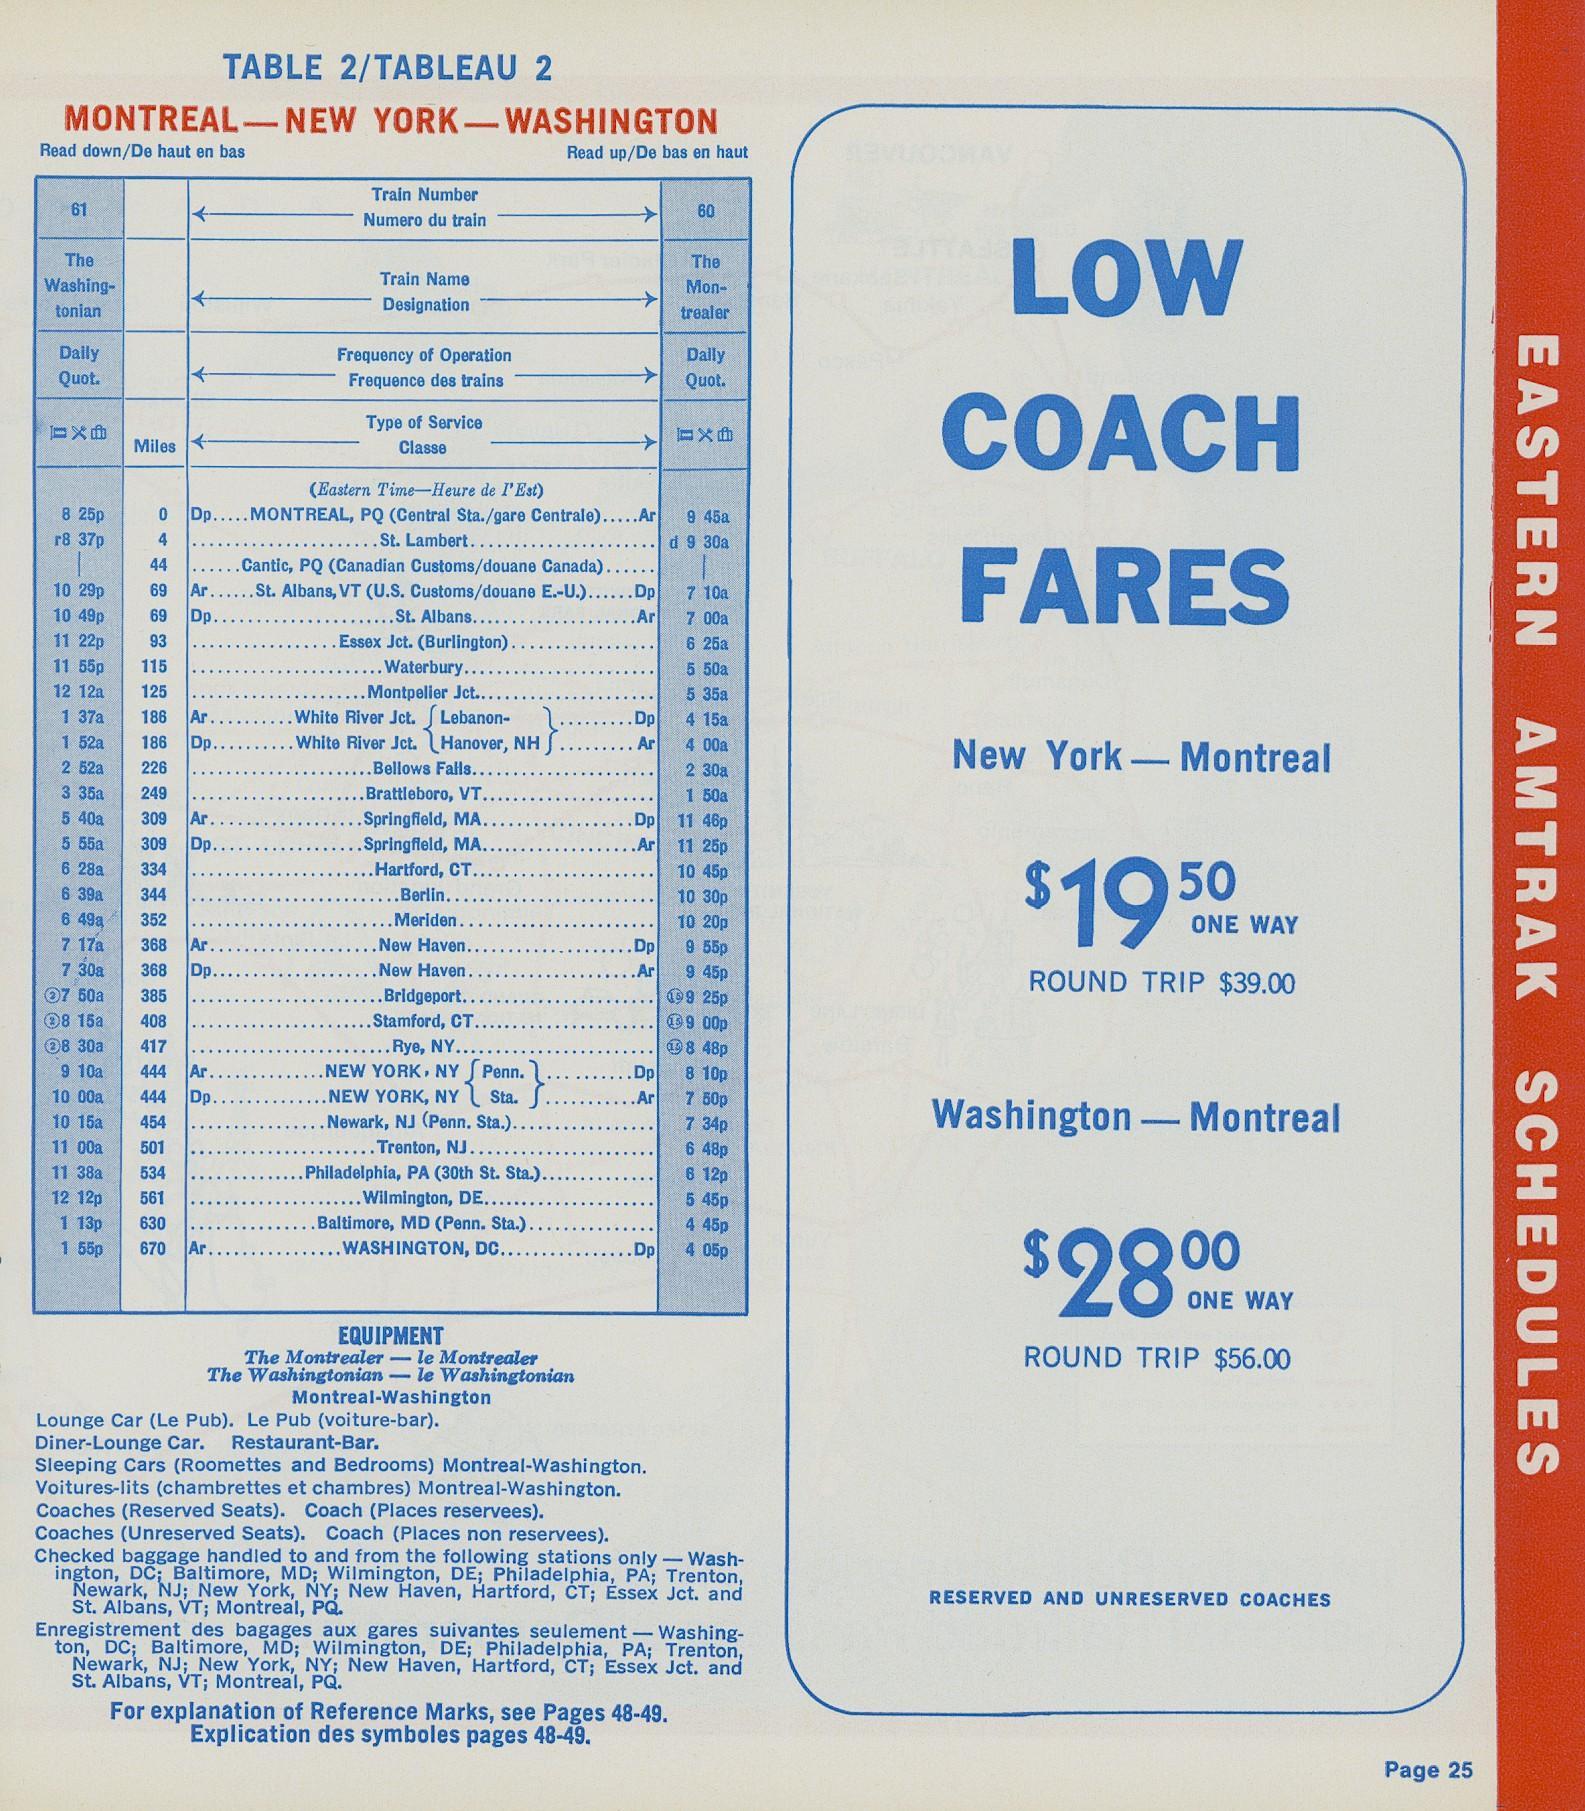 TABLE 2/TABLEAU 2
MONTREAL—NEW YORK—WASHINGTON
Read down/De haut en bas Read up/De bas en haut
61 Train Number Numero du train 60
The Washing- tonian Train Name Designation The Mon- trealer
Daily Quot. Frequency of Operation Frequence des trains Daily Quot.
Miles Type of Service Classe
(Eastern Time—Heure de l'Est)
8 25p 0 Dp.....MONTREAL, PQ (Central Sta./gare Centrale).....Ar 9 45a
r8 37p 4 St. Lambert d 9 30a
44 Cantic, PQ (Canadian Customs/douane Canada)
10 29p 69 Ar......St. Albans, VT (U.S. Customs/douane E.-U.)......Dp 7 10a
10 49p 69 Dp St. Albans Ar 7 00a
11 22p 93 Essex Jct. (Burlington) 6 25a
11 55p 115 Waterbury 5 50a
12 12a 125 Montpelier Jct. 5 35a
1 37a 186 Ar White River Jct. { Lebanon- } Dp 4 15a
1 52a 186 Dp White River Jct. { Hanover, NH } Ar 4 00a
2 52a 226 Bellows Falls 2 30a
3 35a 249 Brattleboro, VT 1 50a
5 40a 309 Ar Springfield, MA Dp 11 46p
5 55a 309 Dp Springfield, MA Ar 11 25p
6 28a 334 Hartford, CT 10 45p
6 39a 344 Berlin 10 30p
6 49a 352 Meriden 10 20p
7 17a 368 Ar New Haven Dp 9 55p
7 30a 368 Dp New Haven Ar 9 45p
②7 50a 385 Bridgeport ⑮9 25p
②8 15a 408 Stamford, CT ⑮9 00p
②8 30a 417 Rye, NY ⑮8 48p
9 10a 444 Ar NEW YORK, NY { Penn. } Dp 8 10p
10 00a 444 Dp NEW YORK, NY { Sta. } Ar 7 50p
10 15a 454 Newark, NJ (Penn. Sta.) 7 34p
11 00a 501 Trenton, NJ 6 48p
11 38a 534 Philadelphia, PA (30th St. Sta.) 6 12p
12 12p 561 Wilmington, DE 5 45p
1 13p 630 Baltimore, MD (Penn. Sta.) 4 45p
1 55p 670 Ar WASHINGTON, DC Dp 4 05p
EQUIPMENT
The Montrealer — le Montrealer
The Washingtonian — le Washingtonian
Montreal-Washington
Lounge Car (Le Pub). Le Pub (voiture-bar).
Diner-Lounge Car. Restaurant-Bar.
Sleeping Cars (Roomettes and Bedrooms) Montreal-Washington.
Voitures-lits (chambrettes et chambres) Montreal-Washington.
Coaches (Reserved Seats). Coach (Places reservees).
Coaches (Unreserved Seats). Coach (Places non reservees).
Checked baggage handled to and from the following stations only — Wash-
ington, DC; Baltimore, MD; Wilmington, DE; Philadelphia, PA; Trenton,
Newark, NJ; New York, NY; New Haven, Hartford, CT; Essex Jct. and
St. Albans, VT; Montreal, PQ.
Enregistrement des bagages aux gares suivantes seulement — Washing-
ton, DC; Baltimore, MD; Wilmington, DE; Philadelphia, PA; Trenton,
Newark, NJ; New York, NY; New Haven, Hartford, CT; Essex Jct. and
St. Albans, VT; Montreal, PQ.
For explanation of Reference Marks, see Pages 48-49.
Explication des symboles pages 48-49.
LOW
COACH
FARES
New York — Montreal
$19 50 ONE WAY
ROUND TRIP $39.00
Washington — Montreal
$28 00 ONE WAY
ROUND TRIP $56.00
RESERVED AND UNRESERVED COACHES
Page 25
EASTERN AMTRAK SCHEDULES